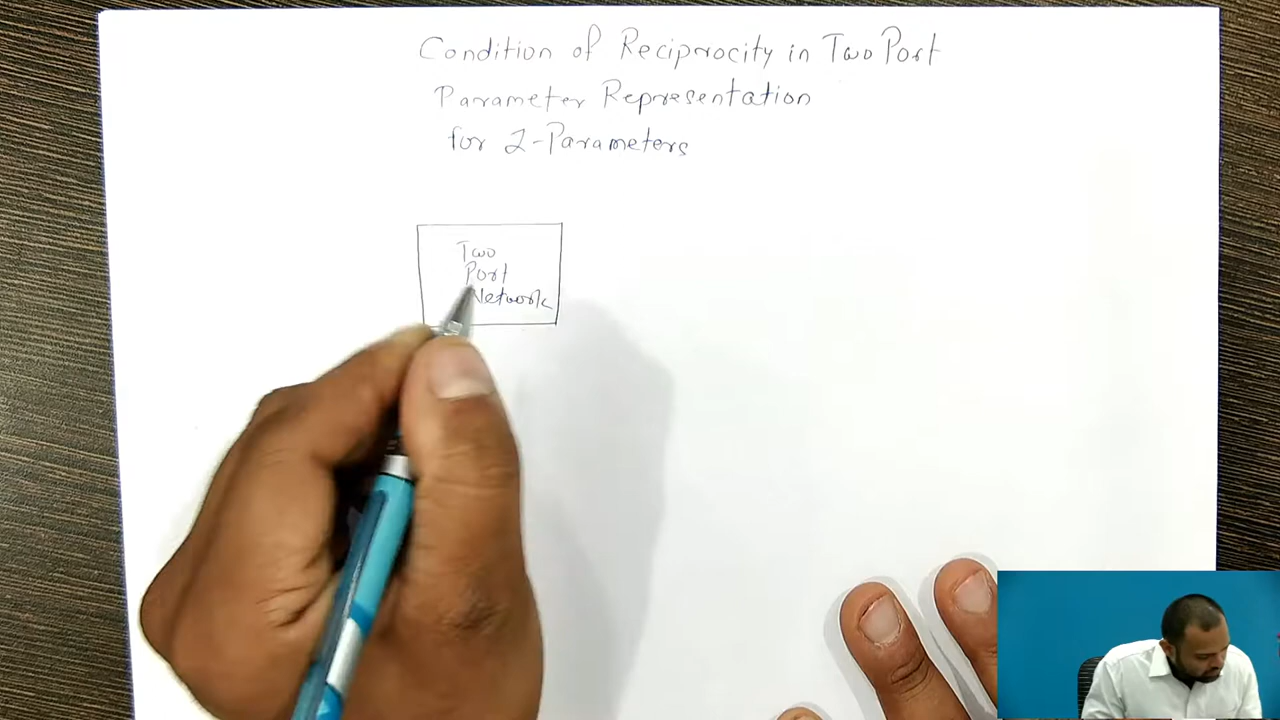 Condition of Reciprocity in Two Port
Parameter Representation
for Z-Parameters
Two
Port
Network